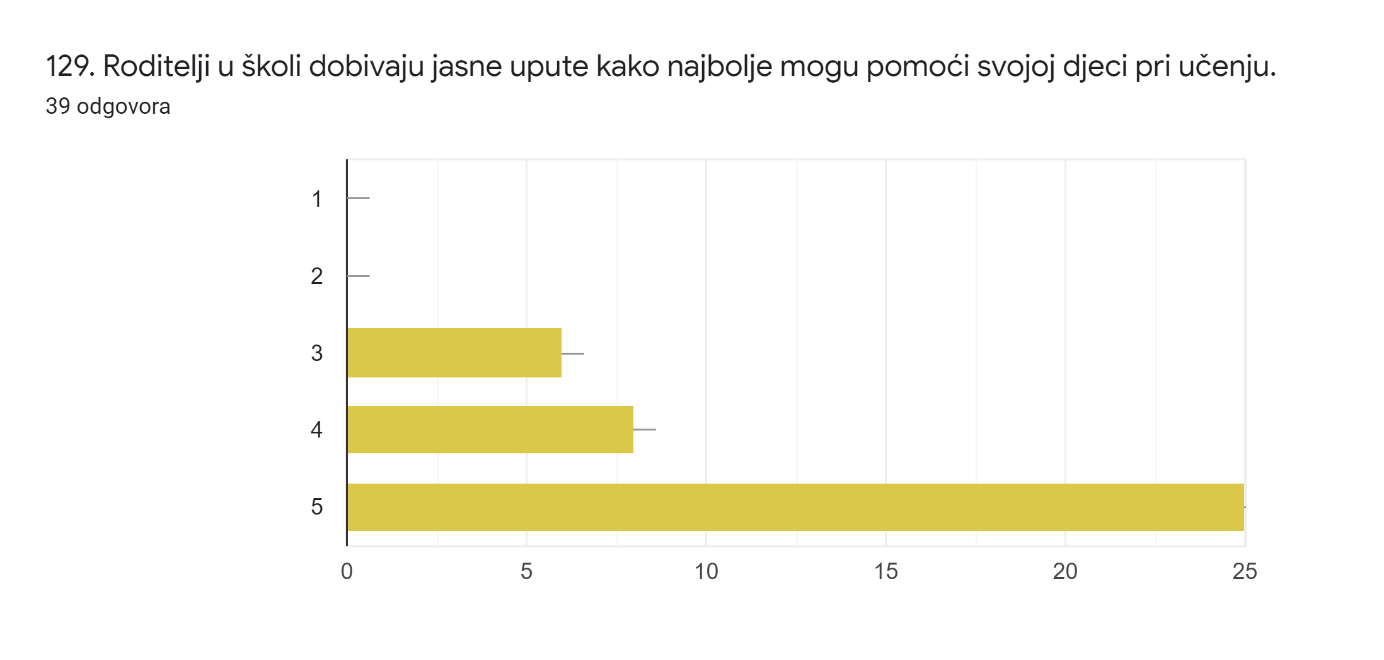 129. Roditelji u školi dobivaju jasne upute kako najbolje mogu pomoći svojoj djeci pri učenju.
39 odgovora
1
2
3
4
5
0 5 10 15 20 25